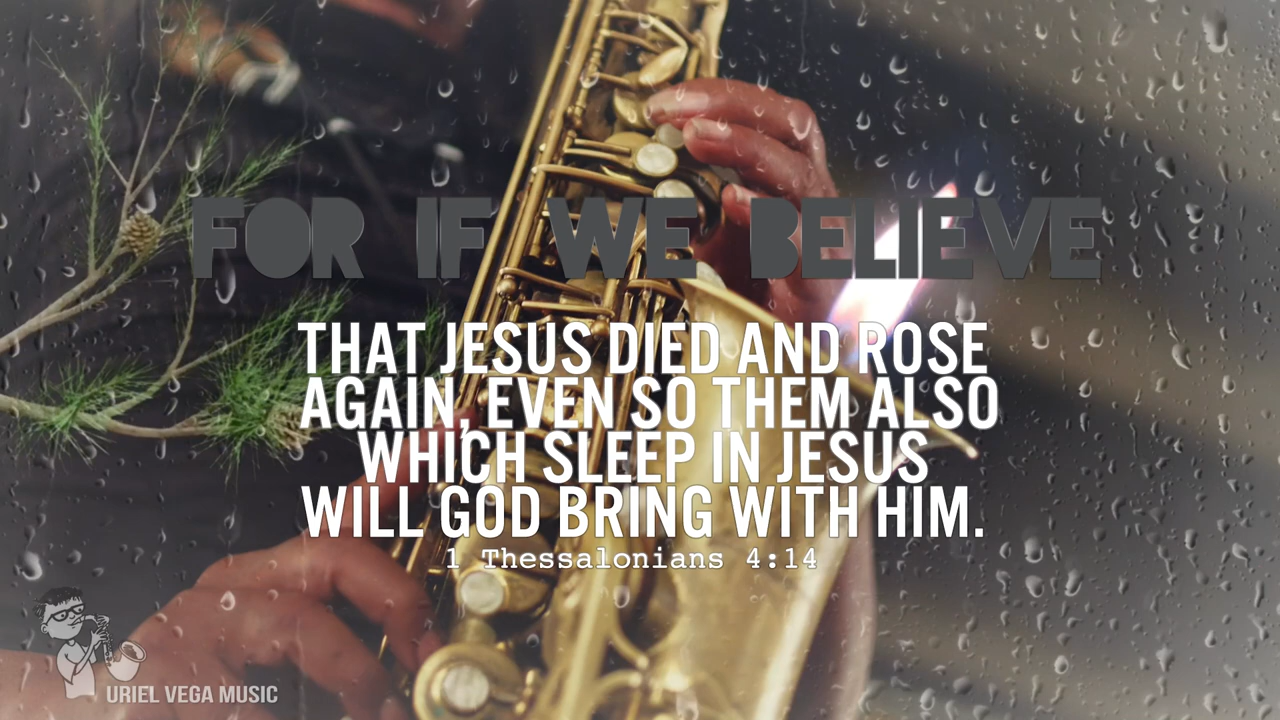 FOR IF WE BELIEVE
THAT JESUS DIED AND ROSE
AGAIN, EVEN SO THEM ALSO
WHICH SLEEP IN JESUS
WILL GOD BRING WITH HIM.
1 Thessalonians 4:14
URIEL VEGA MUSIC